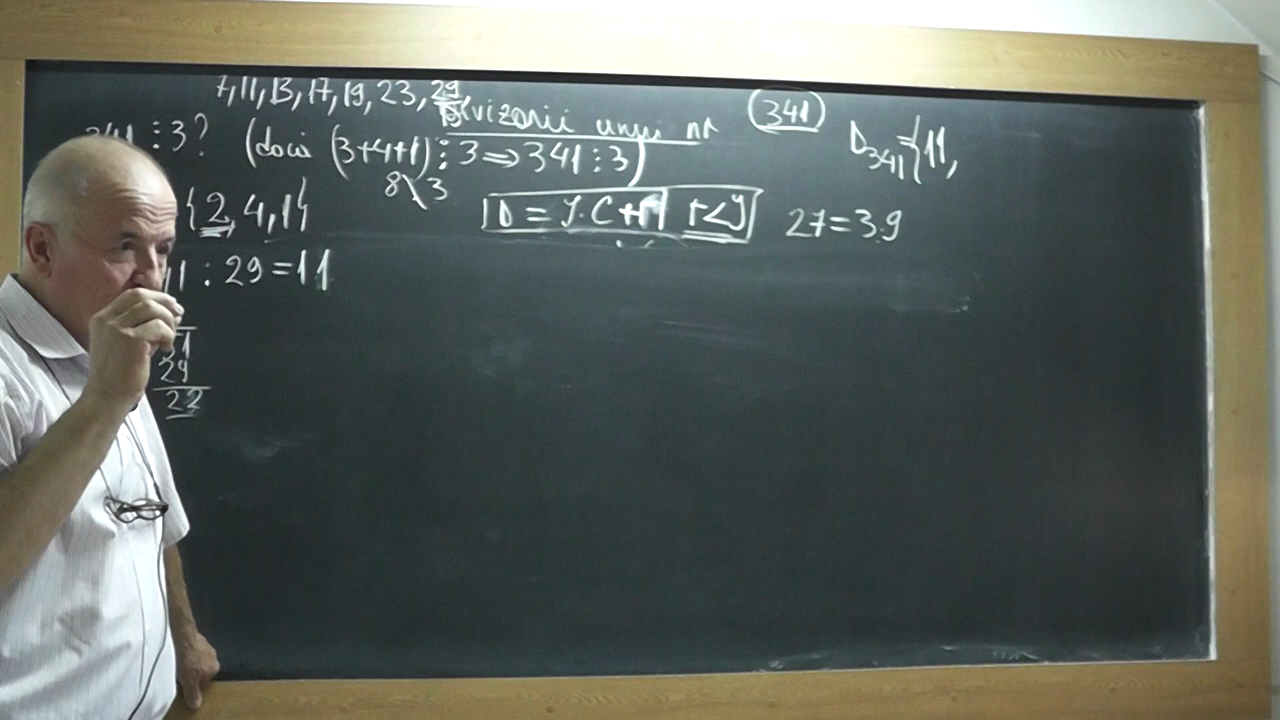 7, 11, 13, 17, 19, 23, 29,
Divizorii unui nr
341
341 ⋮ 3? (dacă (3+4+1) ⋮ 3 ⇒ 341 ⋮ 3)
8 3
D341={11,
{2, 4, 1}
D = Î·C+r r<Î
27=3·9
: 29=11
29
22